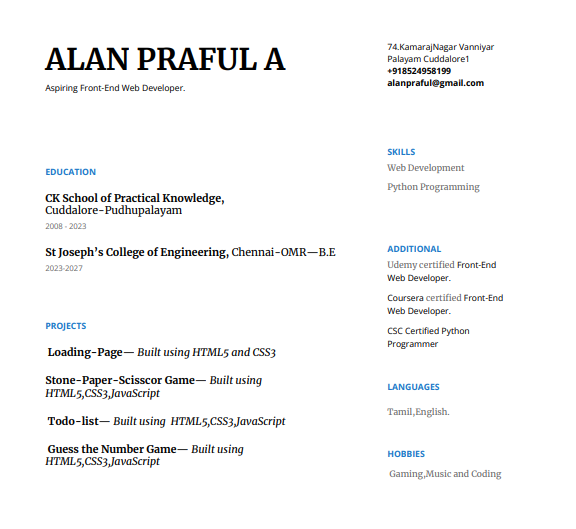 ALAN PRAFUL A
Aspiring Front-End Web Developer.
74.KamarajNagar Vanniyar
Palayam Cuddalore1
+918524958199
alanpraful@gmail.com
EDUCATION
CK School of Practical Knowledge,
Cuddalore-Pudhupalayam
2008 - 2023
St Joseph's College of Engineering, Chennai-OMR—B.E
2023-2027
PROJECTS
Loading-Page— Built using HTML5 and CSS3
Stone-Paper-Scisscor Game— Built using
HTML5,CSS3,JavaScript
Todo-list— Built using HTML5,CSS3,JavaScript
Guess the Number Game— Built using
HTML5,CSS3,JavaScript
SKILLS
Web Development
Python Programming
ADDITIONAL
Udemy certified Front-End
Web Developer.
Coursera certified Front-End
Web Developer.
CSC Certified Python
Programmer
LANGUAGES
Tamil,English.
HOBBIES
Gaming,Music and Coding